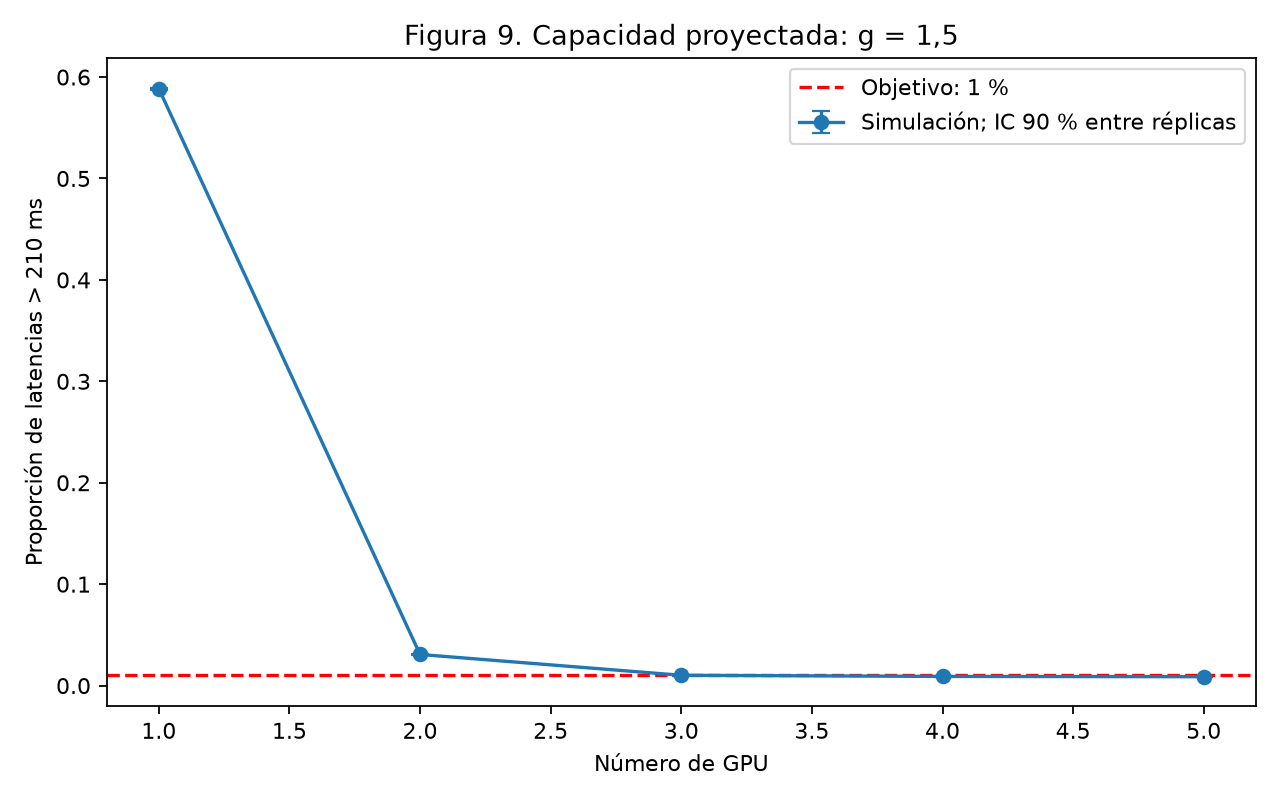 Figura 9. Capacidad proyectada: g = 1,5
Objetivo: 1 %
Simulación; IC 90 % entre réplicas
Proporción de latencias > 210 ms
0.6
0.5
0.4
0.3
0.2
0.1
0.0
1.0 1.5 2.0 2.5 3.0 3.5 4.0 4.5 5.0
Número de GPU